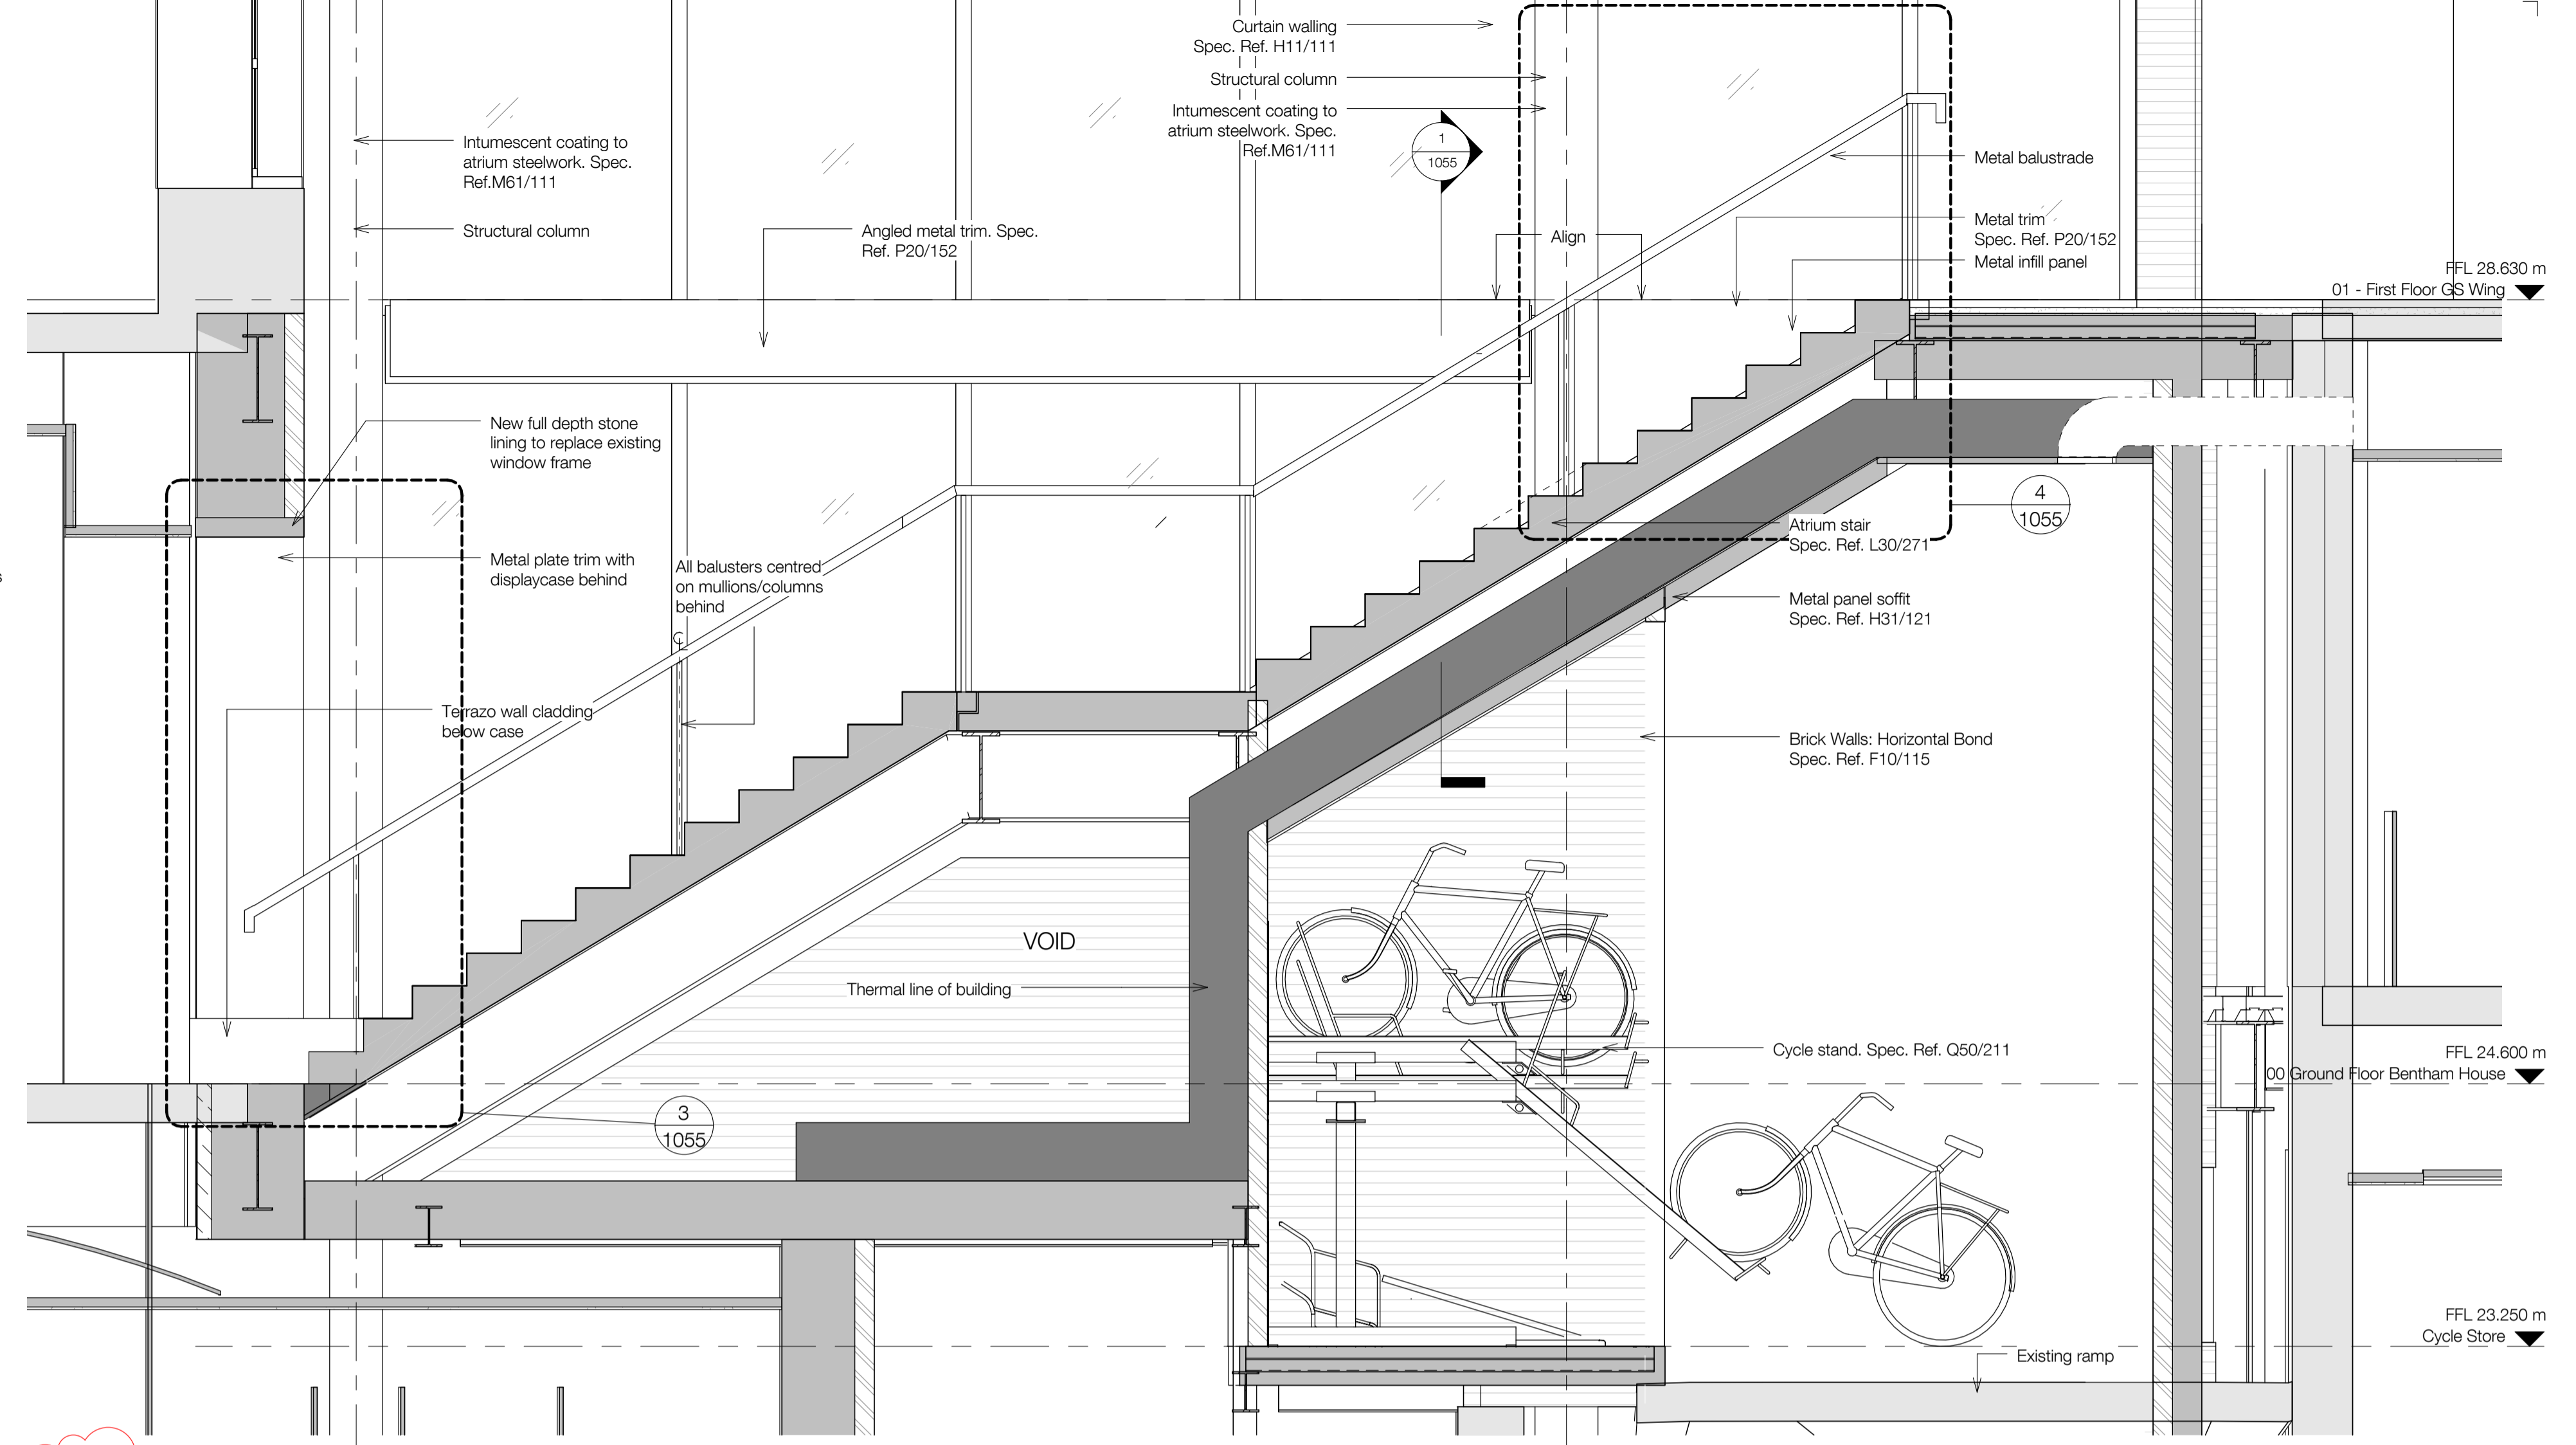 Curtain walling
Spec. Ref. H11/111
Structural column
Intumescent coating to
atrium steelwork. Spec.
Ref.M61/111
1
1055
Intumescent coating to
atrium steelwork. Spec.
Ref.M61/111
Structural column
Angled metal trim. Spec.
Ref. P20/152
Align
Metal balustrade
Metal trim
Spec. Ref. P20/152
Metal infill panel
FFL 28.630 m
01 - First Floor GS Wing
New full depth stone
lining to replace existing
window frame
Metal plate trim with
displaycase behind
All balusters centred
on mullions/columns
behind
4
1055
Atrium stair
Spec. Ref. L30/271
Metal panel soffit
Spec. Ref. H31/121
Terrazo wall cladding
below case
Brick Walls: Horizontal Bond
Spec. Ref. F10/115
VOID
Thermal line of building
Cycle stand. Spec. Ref. Q50/211
FFL 24.600 m
00 Ground Floor Bentham House
3
1055
FFL 23.250 m
Cycle Store
Existing ramp